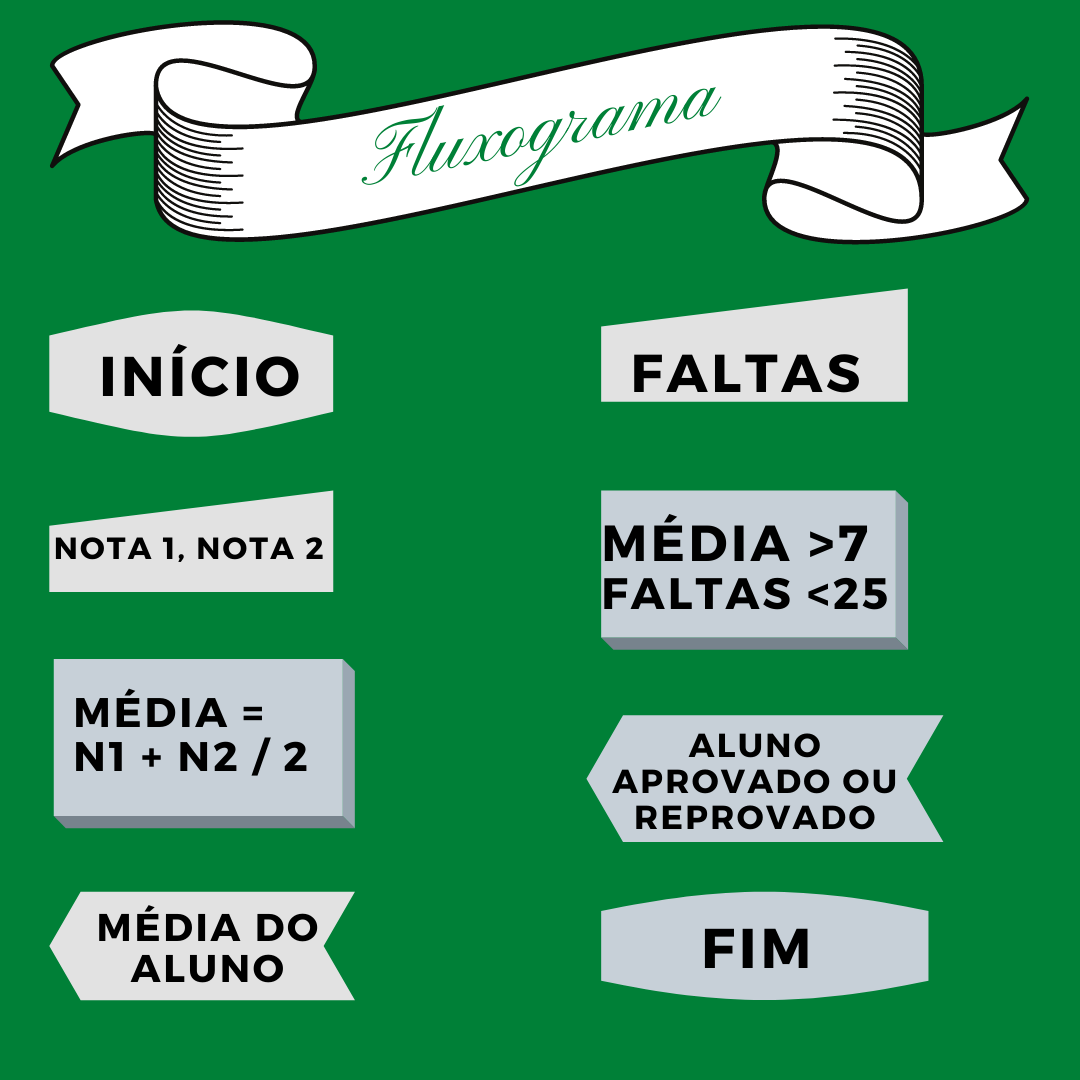 Fluxograma
INÍCIO
NOTA 1, NOTA 2
MÉDIA =
N1 + N2 / 2
MÉDIA DO
ALUNO
FALTAS
MÉDIA >7
FALTAS <25
ALUNO
APROVADO OU
REPROVADO
FIM